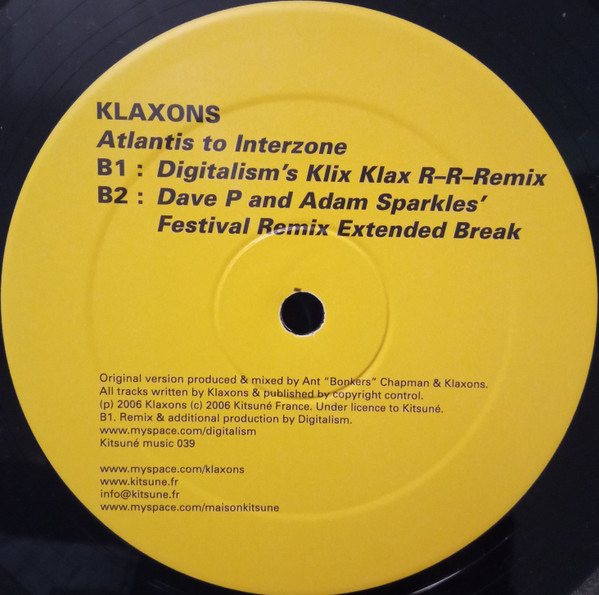 KLAXONS
Atlantis to Interzone
B1 : Digitalism's Klix Klax R–R–Remix
B2 : Dave P and Adam Sparkles'
Festival Remix Extended Break
Original version produced & mixed by Ant "Bonkers" Chapman & Klaxons.
All tracks written by Klaxons & published by copyright control.
(p) 2006 Klaxons (c) 2006 Kitsuné France. Under licence to Kitsuné.
B1. Remix & additional production by Digitalism.
www.myspace.com/digitalism
Kitsuné music 039
www.myspace.com/klaxons
www.kitsune.fr
info@kitsune.fr
www.myspace.com/maisonkitsune